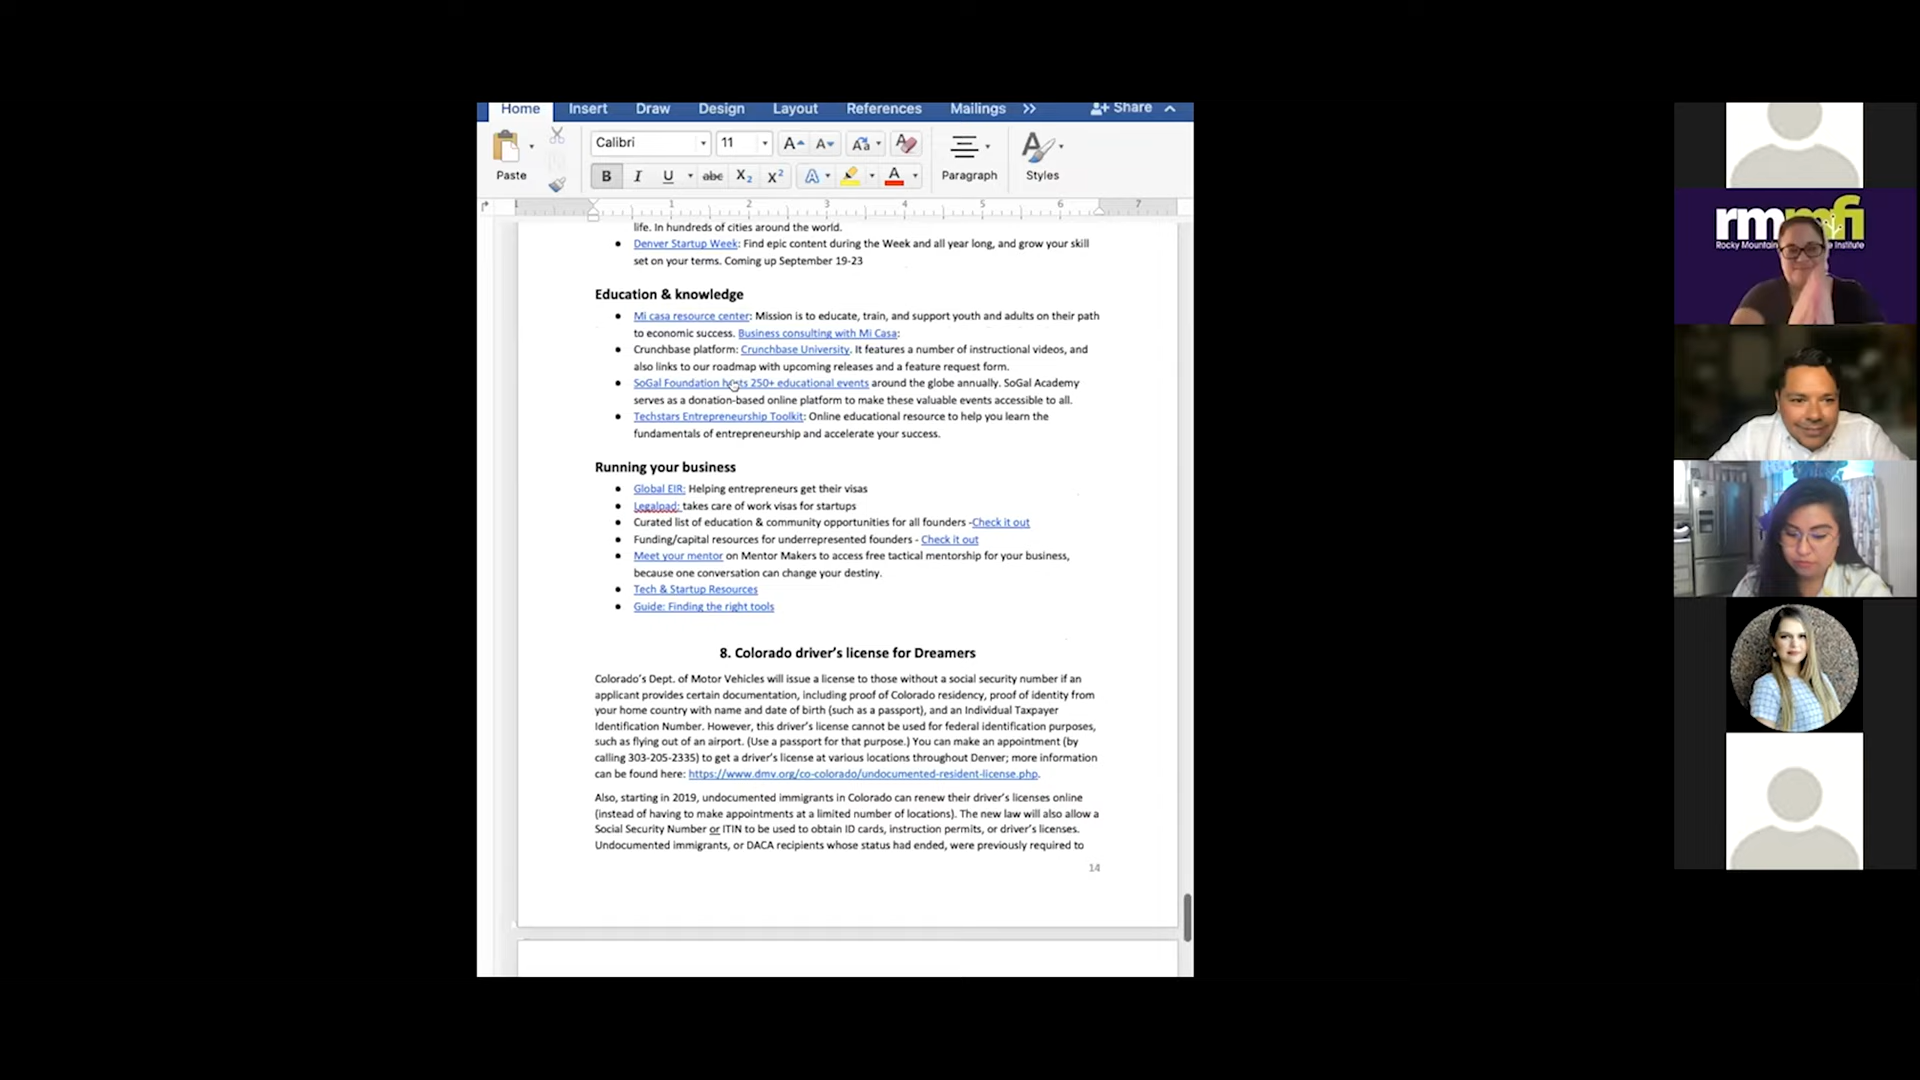 Home Insert Draw Design Layout References Mailings >> Share
Calibri 11
Paste Paragraph Styles
1 1 2 3 4 5 6 7
life. In hundreds of cities around the world.
• Denver Startup Week: Find epic content during the Week and all year long, and grow your skill
set on your terms. Coming up September 19-23
Education & knowledge
• Mi casa resource center: Mission is to educate, train, and support youth and adults on their path
to economic success. Business consulting with Mi Casa:
• Crunchbase platform: Crunchbase University. It features a number of instructional videos, and
also links to our roadmap with upcoming releases and a feature request form.
• SoGal Foundation hosts 250+ educational events around the globe annually. SoGal Academy
serves as a donation-based online platform to make these valuable events accessible to all.
• Techstars Entrepreneurship Toolkit: Online educational resource to help you learn the
fundamentals of entrepreneurship and accelerate your success.
Running your business
• Global EIR: Helping entrepreneurs get their visas
• Legalpad: takes care of work visas for startups
• Curated list of education & community opportunities for all founders -Check it out
• Funding/capital resources for underrepresented founders - Check it out
• Meet your mentor on Mentor Makers to access free tactical mentorship for your business,
because one conversation can change your destiny.
• Tech & Startup Resources
• Guide: Finding the right tools
8. Colorado driver's license for Dreamers
Colorado's Dept. of Motor Vehicles will issue a license to those without a social security number if an
applicant provides certain documentation, including proof of Colorado residency, proof of identity from
your home country with name and date of birth (such as a passport), and an Individual Taxpayer
Identification Number. However, this driver's license cannot be used for federal identification purposes,
such as flying out of an airport. (Use a passport for that purpose.) You can make an appointment (by
calling 303-205-2335) to get a driver's license at various locations throughout Denver; more information
can be found here: https://www.dmv.org/co-colorado/undocumented-resident-license.php.
Also, starting in 2019, undocumented immigrants in Colorado can renew their driver's licenses online
(instead of having to make appointments at a limited number of locations). The new law will also allow a
Social Security Number or ITIN to be used to obtain ID cards, instruction permits, or driver's licenses.
Undocumented immigrants, or DACA recipients whose status had ended, were previously required to
14
rmmfi
Rocky Mountain Institute